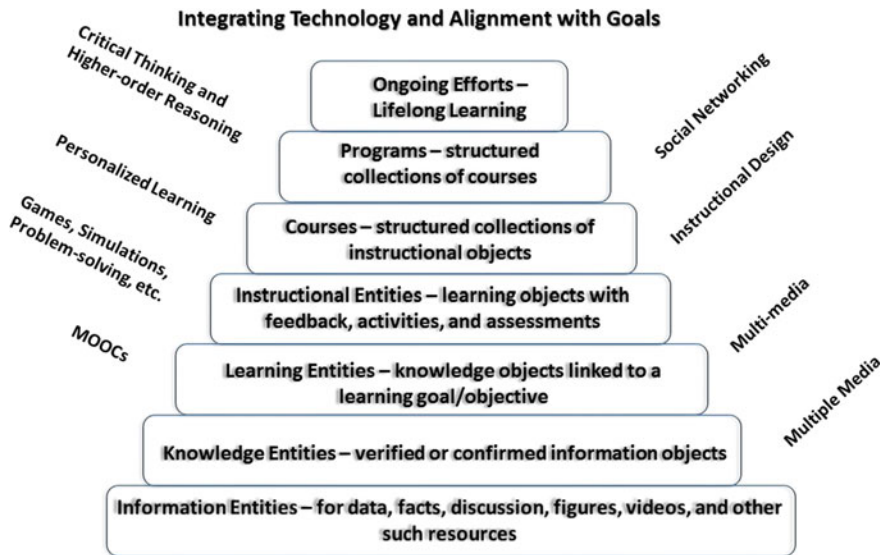 Integrating Technology and Alignment with Goals
Critical Thinking and
Higher-order Reasoning
Personalized Learning
Games, Simulations,
Problem-solving, etc.
MOOCs
Ongoing Efforts –
Lifelong Learning
Programs – structured
collections of courses
Courses – structured collections of
instructional objects
Instructional Entities – learning objects with
feedback, activities, and assessments
Learning Entities – knowledge objects linked to a
learning goal/objective
Knowledge Entities – verified or confirmed information objects
Information Entities – for data, facts, discussion, figures, videos, and other
such resources
Social Networking
Instructional Design
Multi-media
Multiple Media